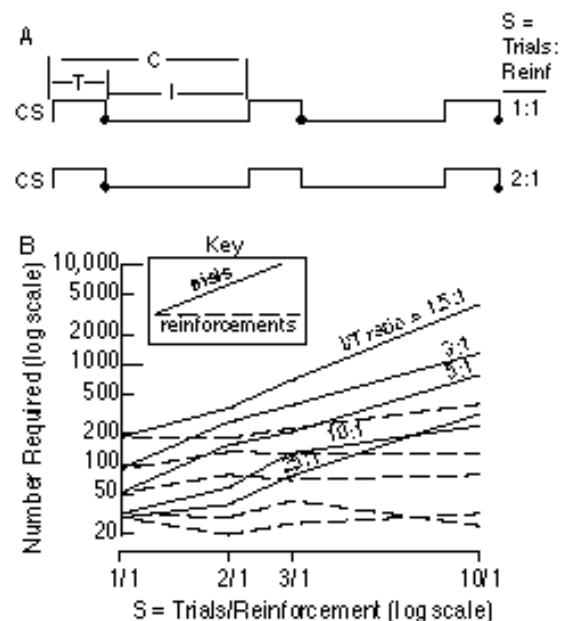 A
S =
Trials:
Reinf
C
T
I
CS
1:1
CS
2:1
B
Key
reinforcements
10,000
5000
2000
1000
500
200
100
50
20
Number Required (log scale)
I/T ratio = 1.5:1
3:1
5:1
10:1
1/1
2/1
3/1
10/1
S = Trials/Reinforcement (log scale)